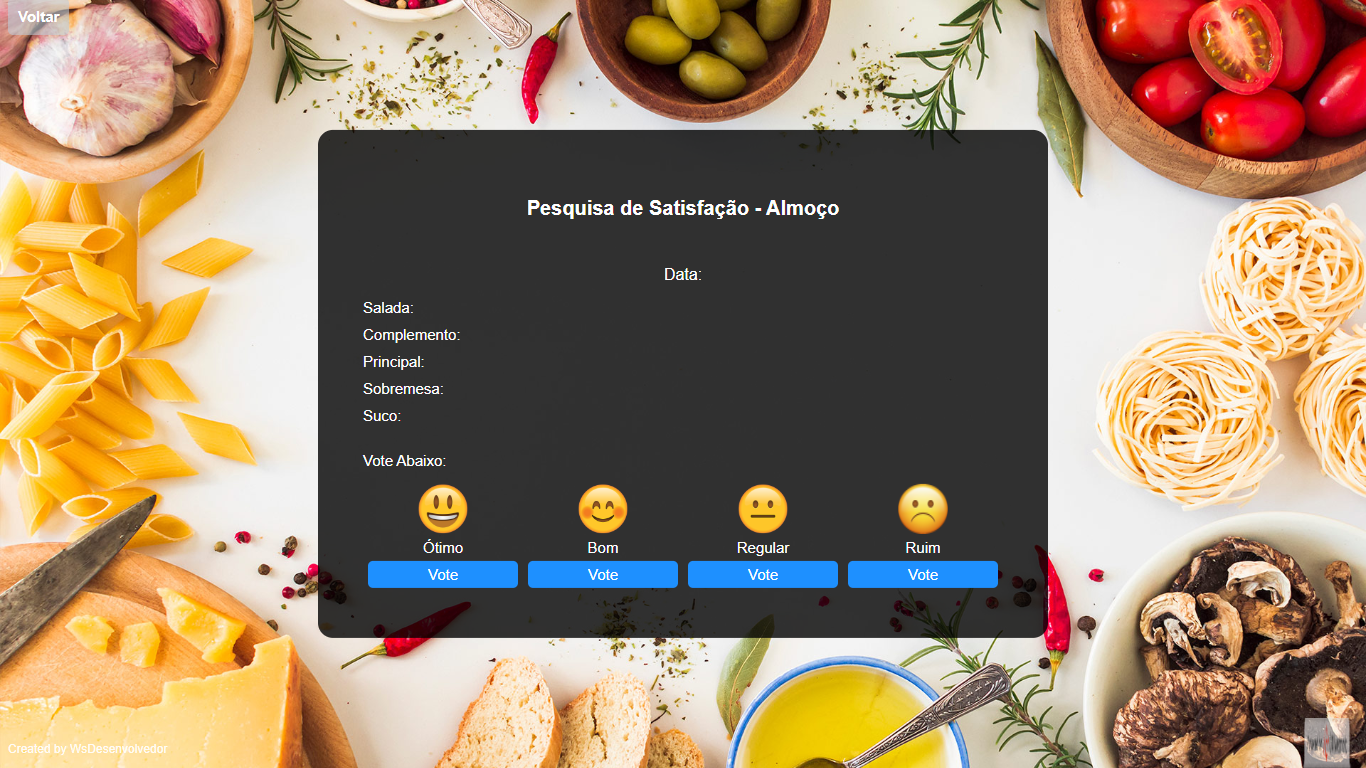 Voltar
Pesquisa de Satisfação - Almoço
Data:
Salada:
Complemento:
Principal:
Sobremesa:
Suco:
Vote Abaixo:
Ótimo Bom Regular Ruim
Vote Vote Vote Vote
Created by WsDesenvolvedor